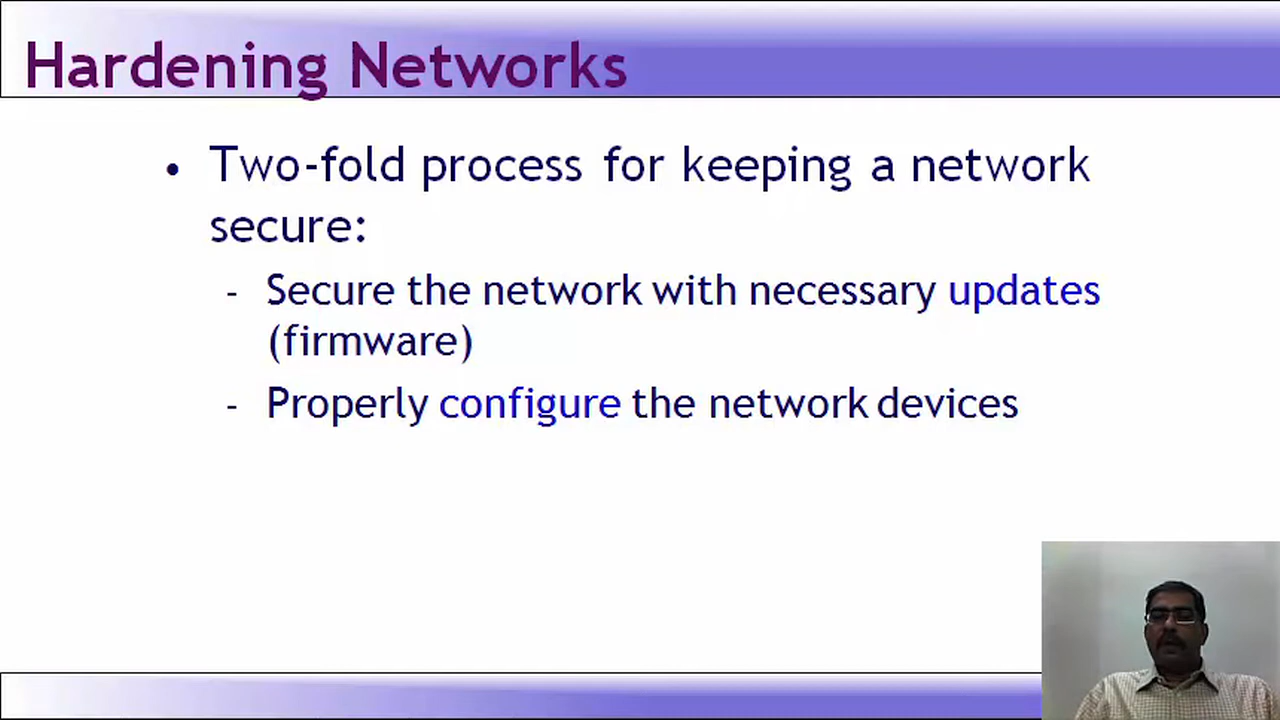 Hardening Networks
• Two-fold process for keeping a network
secure:
- Secure the network with necessary updates
(firmware)
- Properly configure the network devices